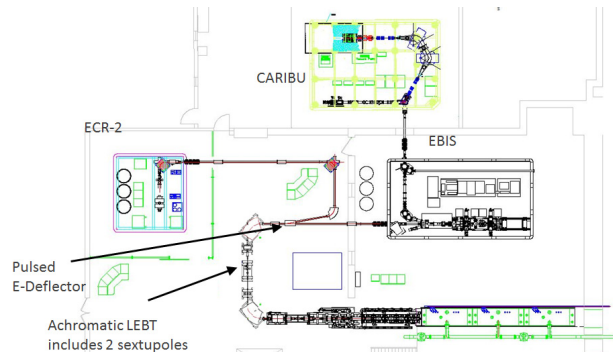 CARIBU
ECR-2
EBIS
Pulsed
E-Deflector
Achromatic LEBT
includes 2 sextupoles